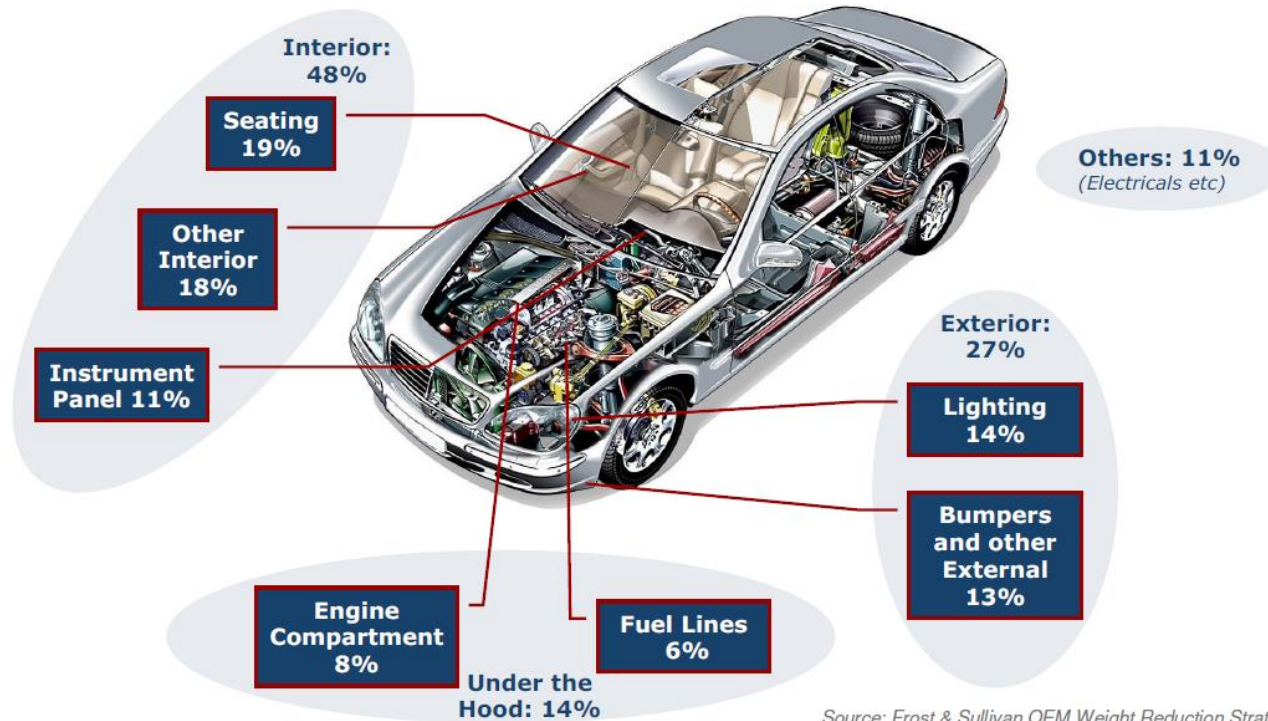 Interior:
48%
Seating
19%
Other
Interior
18%
Instrument
Panel 11%
Others: 11%
(Electricals etc)
Exterior:
27%
Lighting
14%
Bumpers
and other
External
13%
Engine
Compartment
8%
Fuel Lines
6%
Under the
Hood: 14%
Source: Frost & Sullivan OEM Weight Reduction